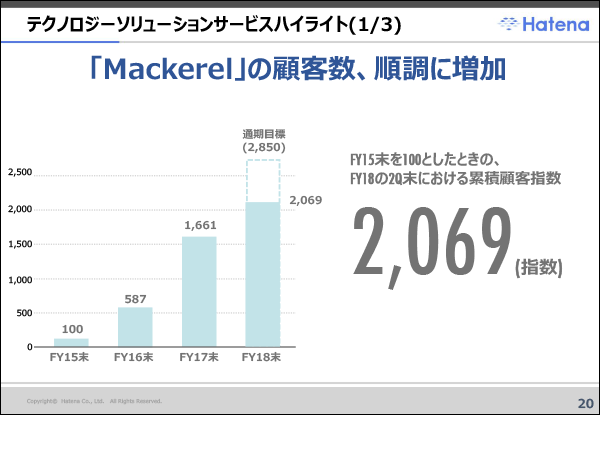 テクノロジーソリューションサービスハイライト(1/3)
Hatena
「Mackerel」の顧客数、順調に増加
通期目標
(2,850)
2,500
2,000
1,500
1,000
500
0
100
587
1,661
2,069
FY15末
FY16末
FY17末
FY18末
FY15末を100としたときの、
FY18の2Q末における累積顧客指数
2,069(指数)
Copyright© Hatena Co., Ltd. All Rights Reserved.
20